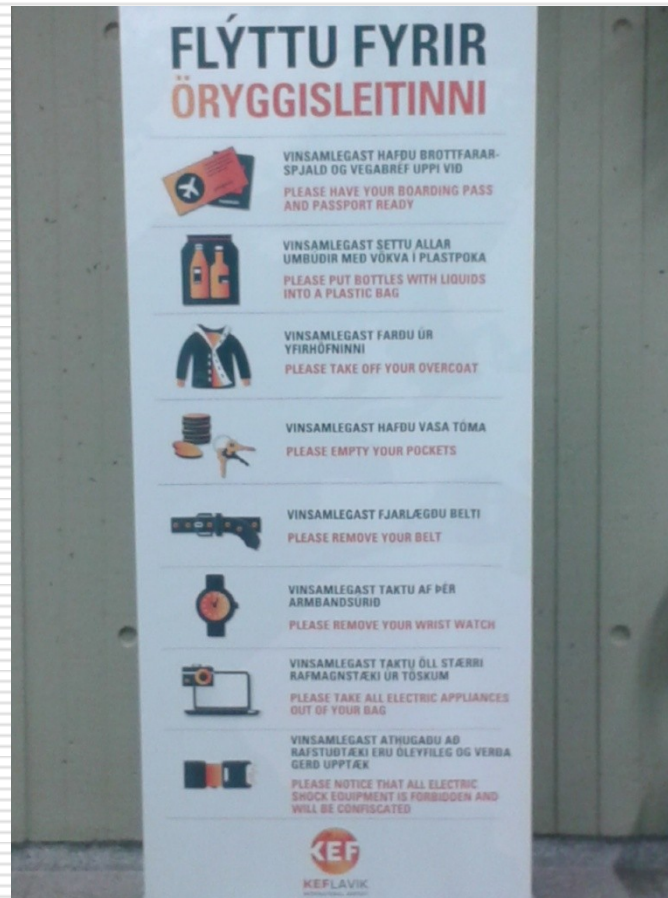 FLÝTTU FYRIR
ÖRYGGISLEITINNI
VINSAMLEGAST HAFÐU BROTTFARAR-
SPJALD OG VEGABRÉF UPPI VIÐ
PLEASE HAVE YOUR BOARDING PASS
AND PASSPORT READY
VINSAMLEGAST SETTU ALLAR
UMBÚÐIR MEÐ VÖKVA Í PLASTPOKA
PLEASE PUT BOTTLES WITH LIQUIDS
INTO A PLASTIC BAG
VINSAMLEGAST FARÐU ÚR
YFIRHÖFNINNI
PLEASE TAKE OFF YOUR OVERCOAT
VINSAMLEGAST HAFÐU VASA TÓMA
PLEASE EMPTY YOUR POCKETS
VINSAMLEGAST FJARLÆGÐU BELTI
PLEASE REMOVE YOUR BELT
VINSAMLEGAST TAKTU AF ÞÉR
ARMBANDSÚRIÐ
PLEASE REMOVE YOUR WRIST WATCH
VINSAMLEGAST TAKTU ÖLL STÆRRI
RAFMAGNSTÆKI ÚR TÖSKUM
PLEASE TAKE ALL ELECTRIC APPLIANCES
OUT OF YOUR BAG
VINSAMLEGAST ATHUGAÐU AÐ
RAFSTUÐTÆKI ERU ÓLEYFILEG OG VERÐA
GERÐ UPPTÆK
PLEASE NOTICE THAT ALL ELECTRIC
SHOCK EQUIPMENT IS FORBIDDEN AND
WILL BE CONFISCATED
KEF
KEFLAVIK